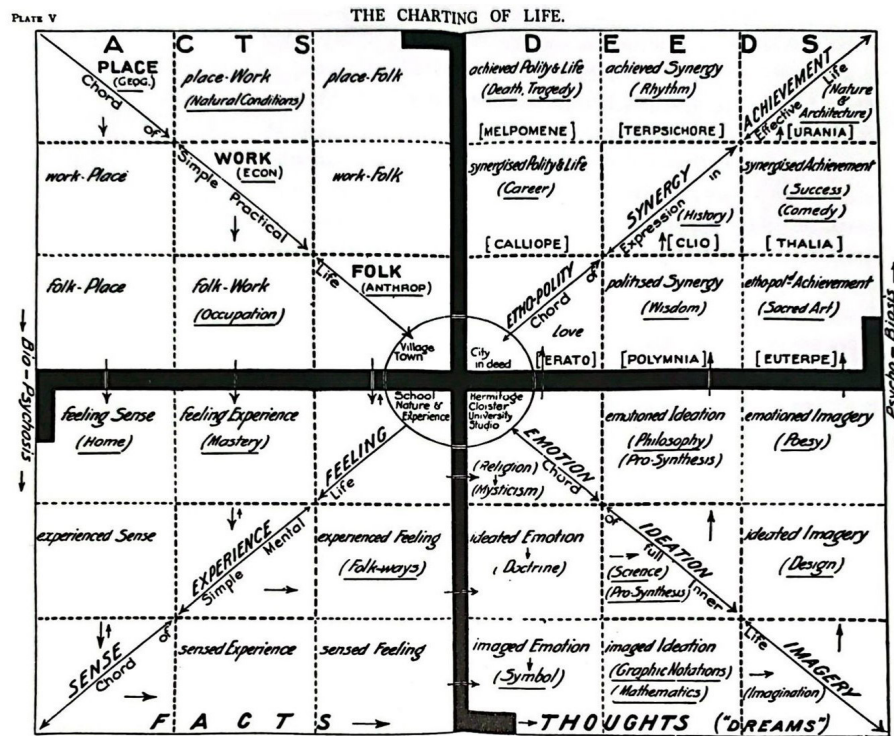 PLATE V
THE CHARTING OF LIFE.
A C T S
PLACE
(GEOG.)
place-Work
(Natural Conditions)
place-Folk
work-Place
WORK
(ECON)
work-Folk
Folk-Place
Folk-Work
(Occupation)
FOLK
(ANTHROP)
Chord of Simple Practical Life
Village
Town
D E E D S
achieved Polity & Life
(Death, Tragedy)
[MELPOMENE]
achieved Synergy
(Rhythm)
[TERPSICHORE]
ACHIEVEMENT
(Nature &
Architecture)
[URANIA]
synergised Polity & Life
(Career)
[CALLIOPE]
SYNERGY
(History)
[CLIO]
synergised Achievement
(Success)
(Comedy)
[THALIA]
ETHO-POLITY
Love
[ERATO]
politised Synergy
(Wisdom)
[POLYMNIA]
etho-pol^d Achievement
(Sacred Art)
[EUTERPE]
Chord of Expression in Effective Life
City
in deed
Bio-Psychosis
Psycho-Biosis
School
Nature &
Experience
feeling Sense
(Home)
feeling Experience
(Mastery)
FEELING
experienced Sense
EXPERIENCE
experienced Feeling
(Folk-ways)
SENSE
sensed Experience
sensed Feeling
Chord of Simple Mental Life
F A C T S
Hermitage
Cloister
University
Studio
EMOTION
(Religion)
(Mysticism)
emotioned Ideation
(Philosophy)
(Pro-Synthesis)
emotioned Imagery
(Poesy)
ideated Emotion
(Doctrine)
IDEATION
(Science)
(Pro-Synthesis)
ideated Imagery
(Design)
imaged Emotion
(Symbol)
imaged Ideation
(Graphic Notations)
(Mathematics)
IMAGERY
(Imagination)
Chord of full Inner Life
THOUGHTS ("DREAMS")